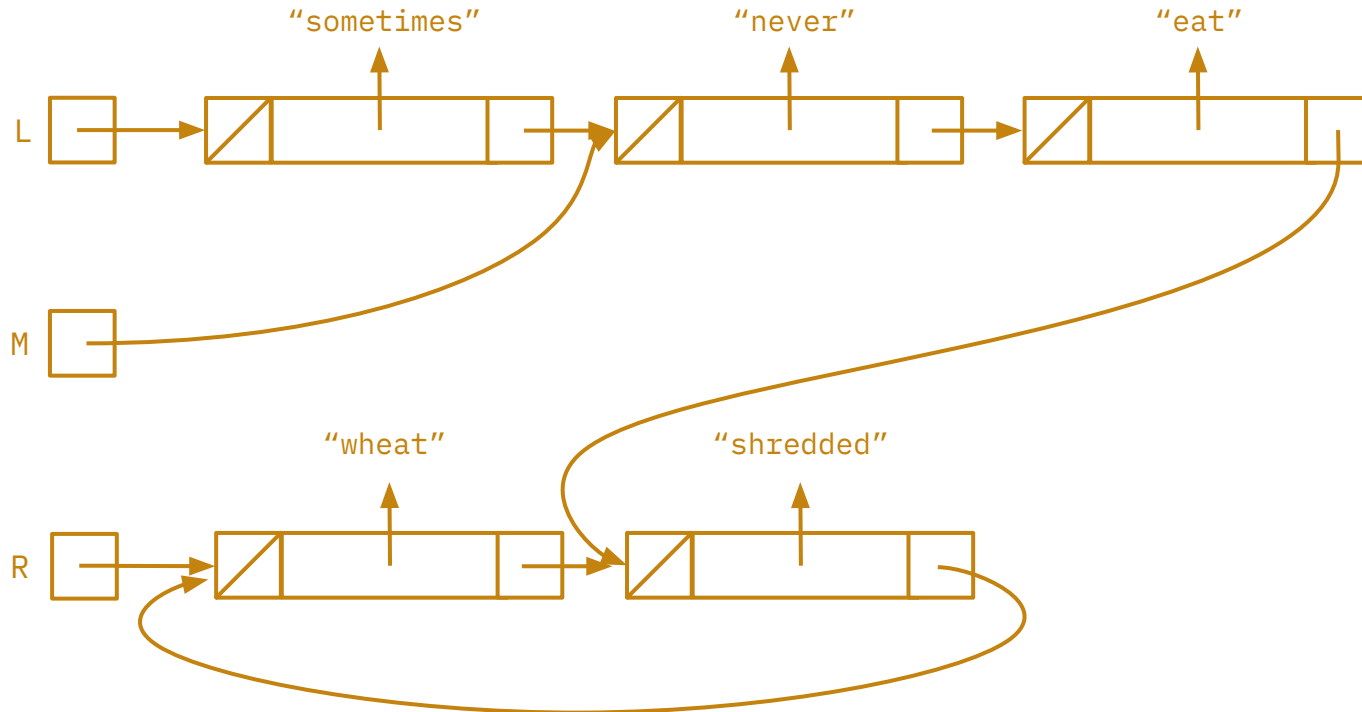 “sometimes” “never” “eat”
L
M
“wheat” “shredded”
R